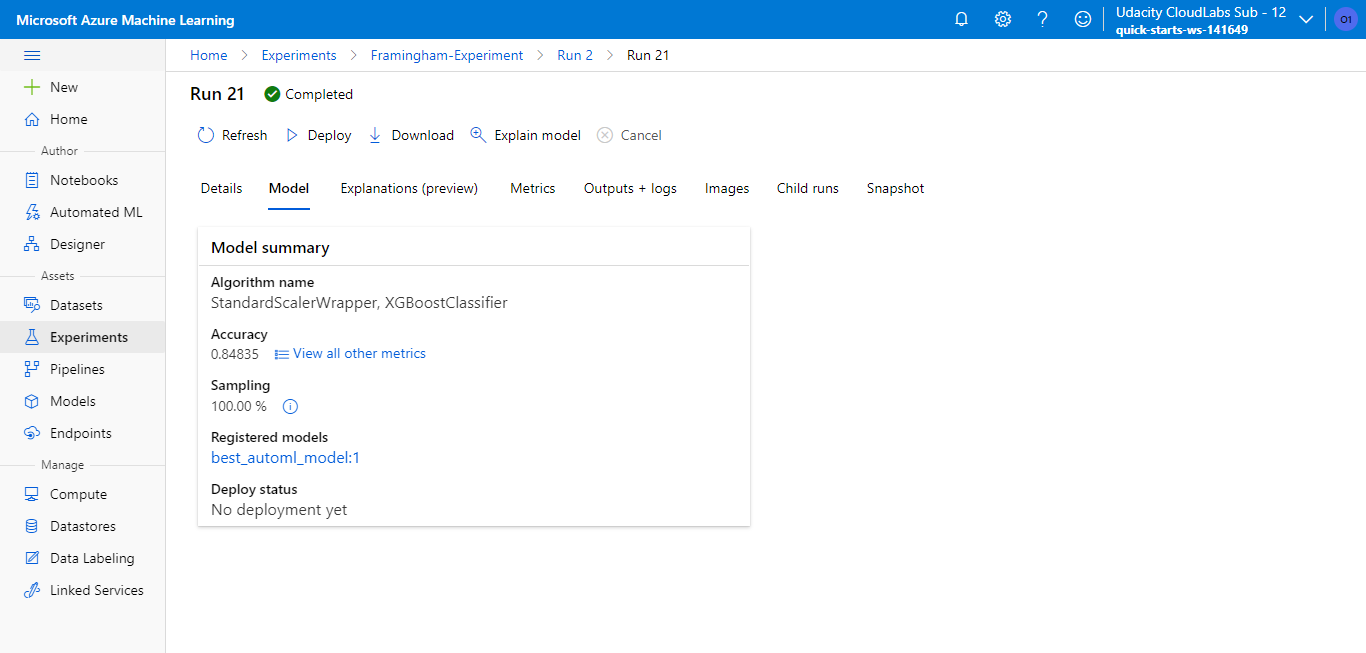 Microsoft Azure Machine Learning
Udacity CloudLabs Sub - 12
quick-starts-ws-141649
O1
Home > Experiments > Framingham-Experiment > Run 2 > Run 21
New
Home
Author
Notebooks
Automated ML
Designer
Assets
Datasets
Experiments
Pipelines
Models
Endpoints
Manage
Compute
Datastores
Data Labeling
Linked Services
Run 21 Completed
Refresh Deploy Download Explain model Cancel
Details Model Explanations (preview) Metrics Outputs + logs Images Child runs Snapshot
Model summary
Algorithm name
StandardScalerWrapper, XGBoostClassifier
Accuracy
0.84835 View all other metrics
Sampling
100.00 %
Registered models
best_automl_model:1
Deploy status
No deployment yet